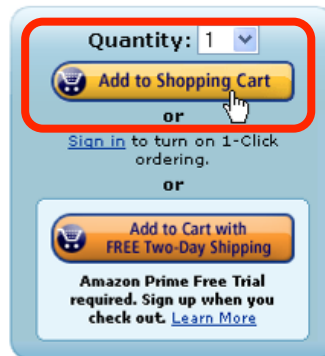 Quantity: 1
Add to Shopping Cart
or
Sign in to turn on 1-Click
ordering.
or
Add to Cart with
FREE Two-Day Shipping
Amazon Prime Free Trial
required. Sign up when you
check out. Learn More